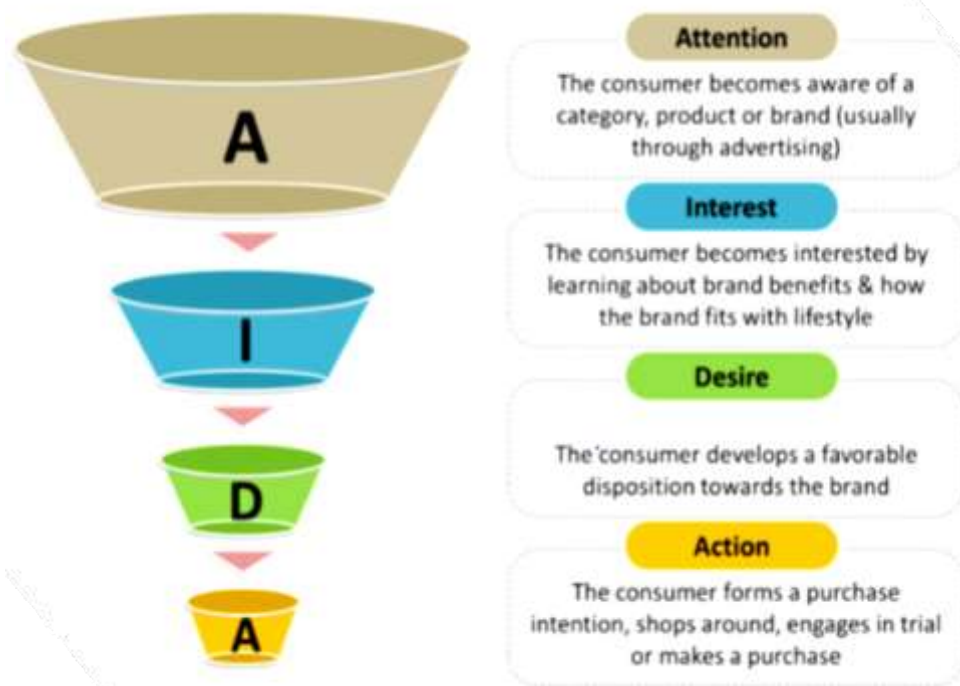 A
Attention
The consumer becomes aware of a
category, product or brand (usually
through advertising)
I
Interest
The consumer becomes interested by
learning about brand benefits & how
the brand fits with lifestyle
D
Desire
The consumer develops a favorable
disposition towards the brand
A
Action
The consumer forms a purchase
intention, shops around, engages in trial
or makes a purchase